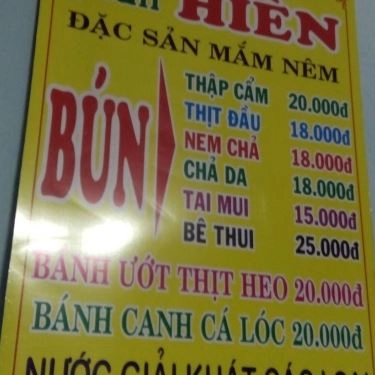 HIỀN
ĐẶC SẢN MẮM NÊM
BÚN
THẬP CẨM 20.000đ
THỊT ĐẦU 18.000đ
NEM CHẢ 18.000đ
CHẢ DA 18.000đ
TAI MUI 15.000đ
BÊ THUI 25.000đ
BÁNH ƯỚT THỊT HEO 20.000đ
BÁNH CANH CÁ LÓC 20.000đ
NƯỚC GIẢI KHÁT CÁC LOẠI